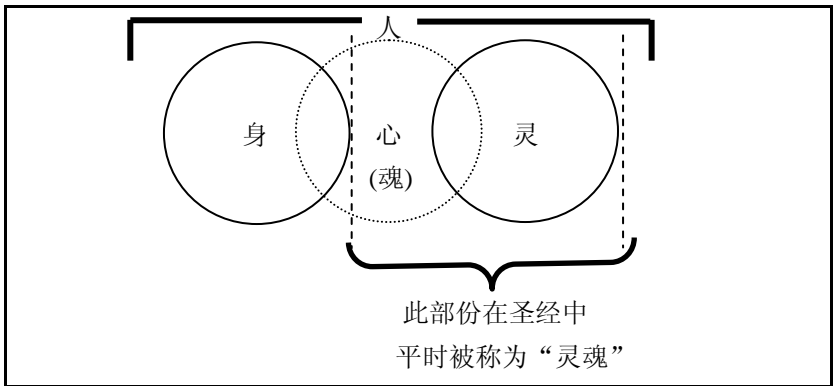 人
身 心 灵
(魂)
此部份在圣经中
平时被称为“灵魂”